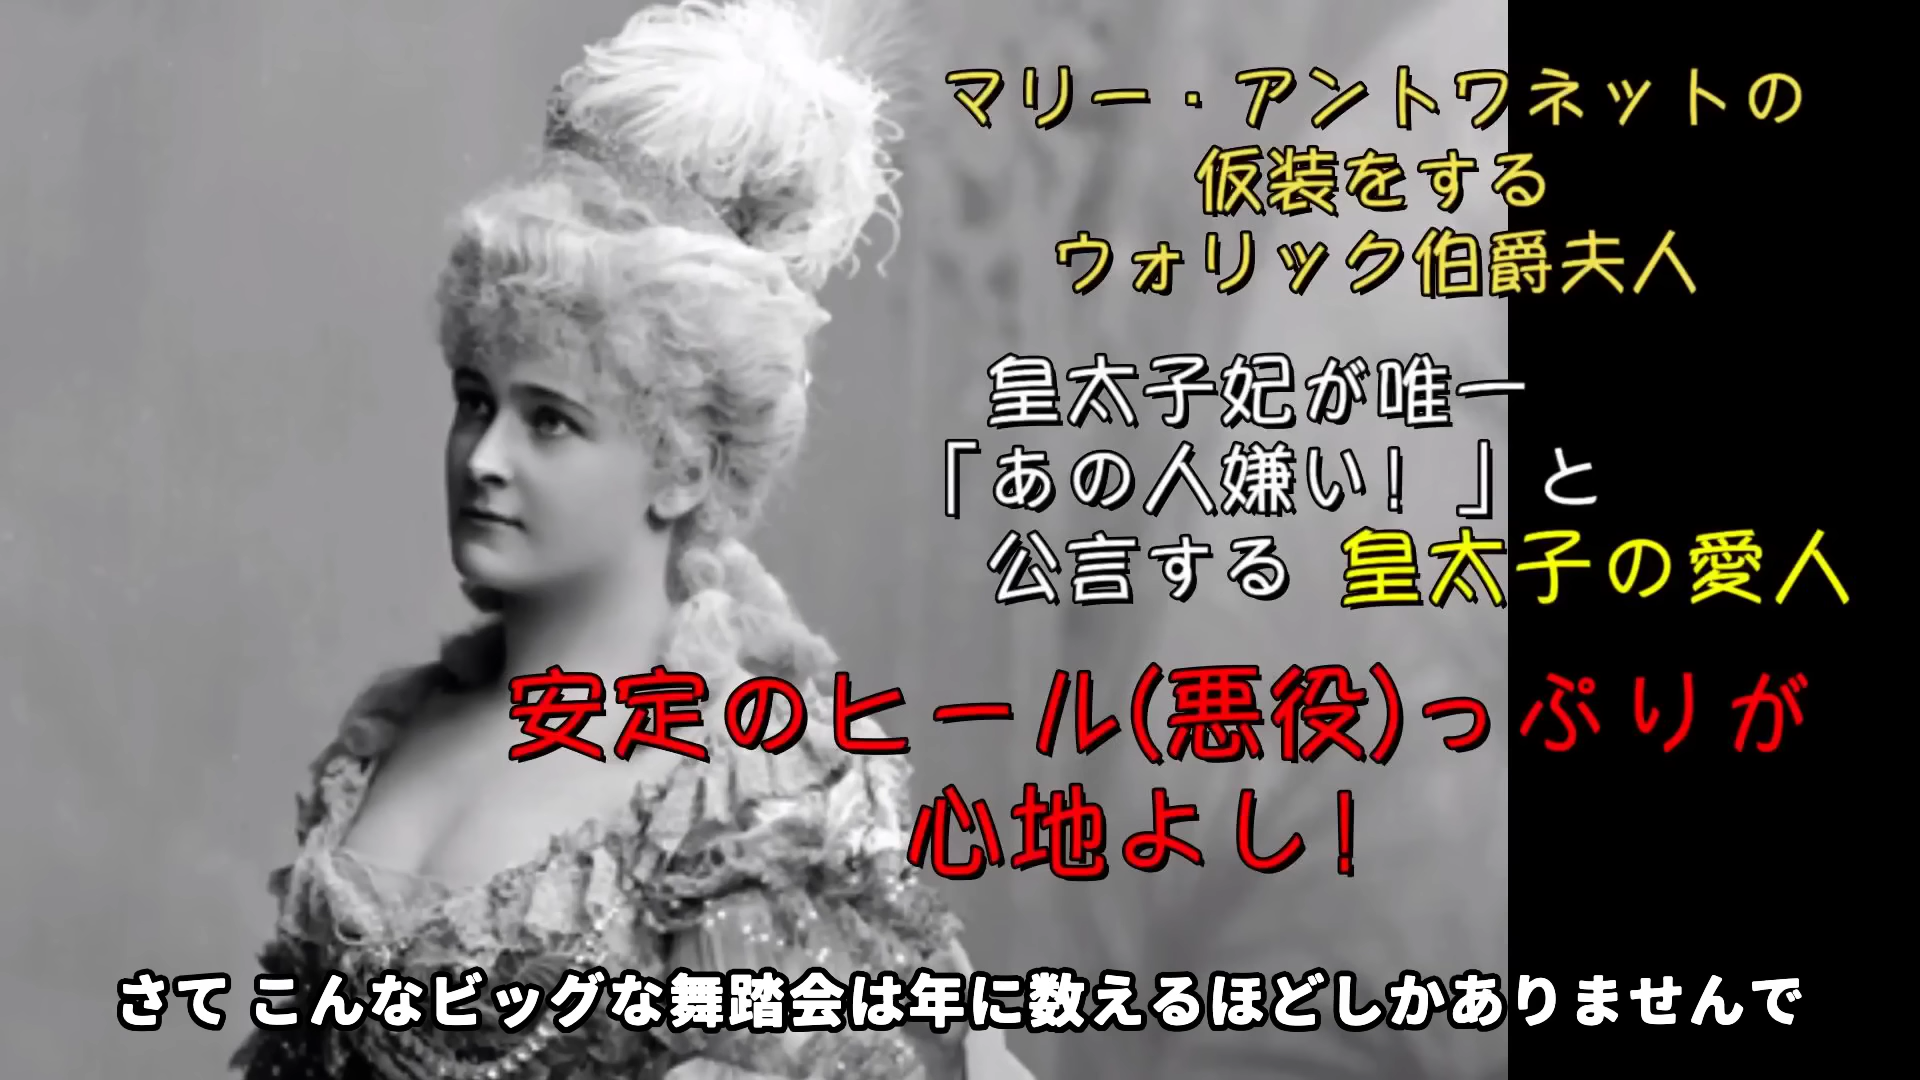 マリー・アントワネットの
仮装をする
ウォリック伯爵夫人
皇太子妃が唯一
「あの人嫌い！」と
公言する 皇太子の愛人
安定のヒール(悪役)っぷりが
心地よし！
さて こんなビッグな舞踏会は年に数えるほどしかありませんで